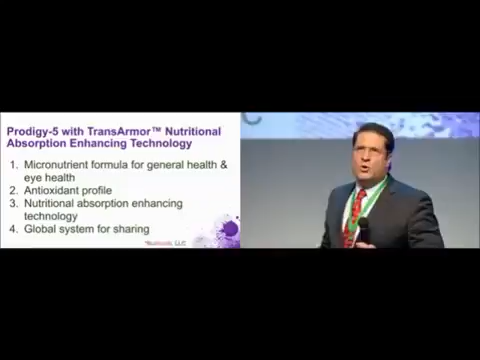 Prodigy-5 with TransArmor™ Nutritional
Absorption Enhancing Technology
1. Micronutrient formula for general health &
eye health
2. Antioxidant profile
3. Nutritional absorption enhancing
technology
4. Global system for sharing
LLC